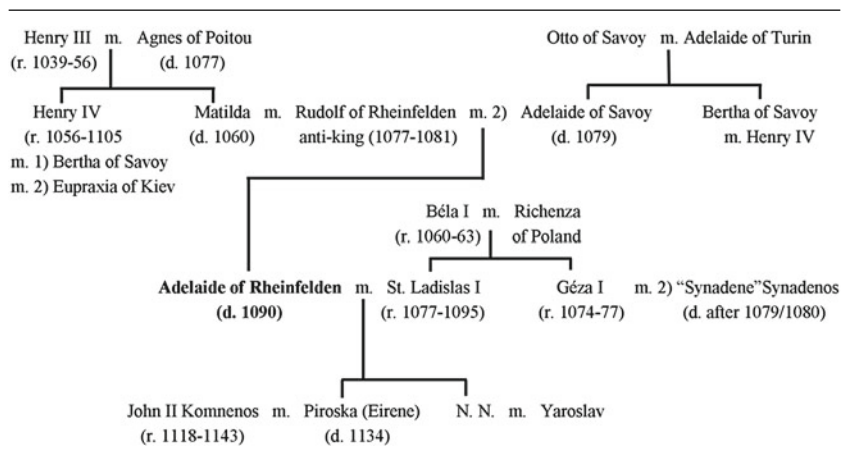 Henry III m. Agnes of Poitou Otto of Savoy m. Adelaide of Turin
(r. 1039-56) (d. 1077)
Henry IV Matilda m. Rudolf of Rheinfelden m. 2) Adelaide of Savoy Bertha of Savoy
(r. 1056-1105 (d. 1060) anti-king (1077-1081) (d. 1079) m. Henry IV
m. 1) Bertha of Savoy
m. 2) Eupraxia of Kiev
Béla I m. Richenza
(r. 1060-63) of Poland
Adelaide of Rheinfelden m. St. Ladislas I Géza I m. 2) “Synadene”Synadenos
(d. 1090) (r. 1077-1095) (r. 1074-77) (d. after 1079/1080)
John II Komnenos m. Piroska (Eirene) N. N. m. Yaroslav
(r. 1118-1143) (d. 1134)